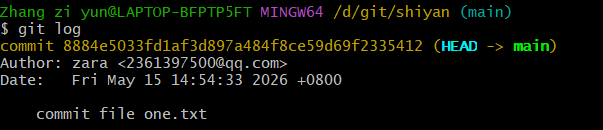 Zhang zi yun@LAPTOP-BFPTP5FT MINGW64 /d/git/shiyan (main)
$ git log
commit 8884e5033fd1af3d897a484f8ce59d69f2335412 (HEAD -> main)
Author: zara <2361397500@qq.com>
Date:   Fri May 15 14:54:33 2026 +0800

    commit file one.txt